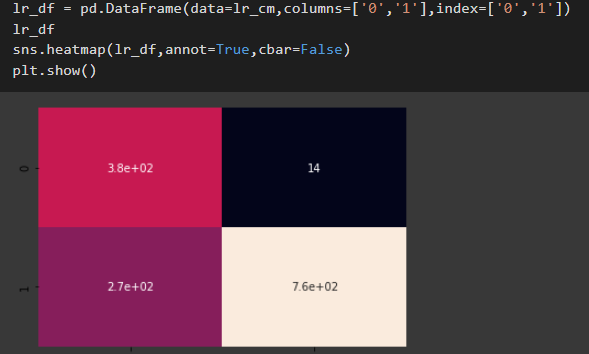 lr_df = pd.DataFrame(data=lr_cm,columns=['0','1'],index=['0','1'])
lr_df
sns.heatmap(lr_df,annot=True,cbar=False)
plt.show()
0
3.8e+02 14
1
2.7e+02 7.6e+02